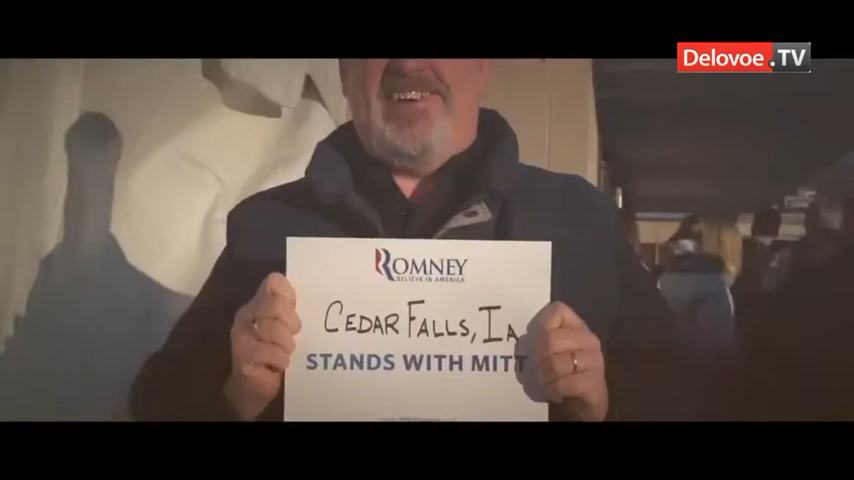 Delovoe.TV
ROMNEY
BELIEVE IN AMERICA
CEDAR FALLS, IA
STANDS WITH MITT